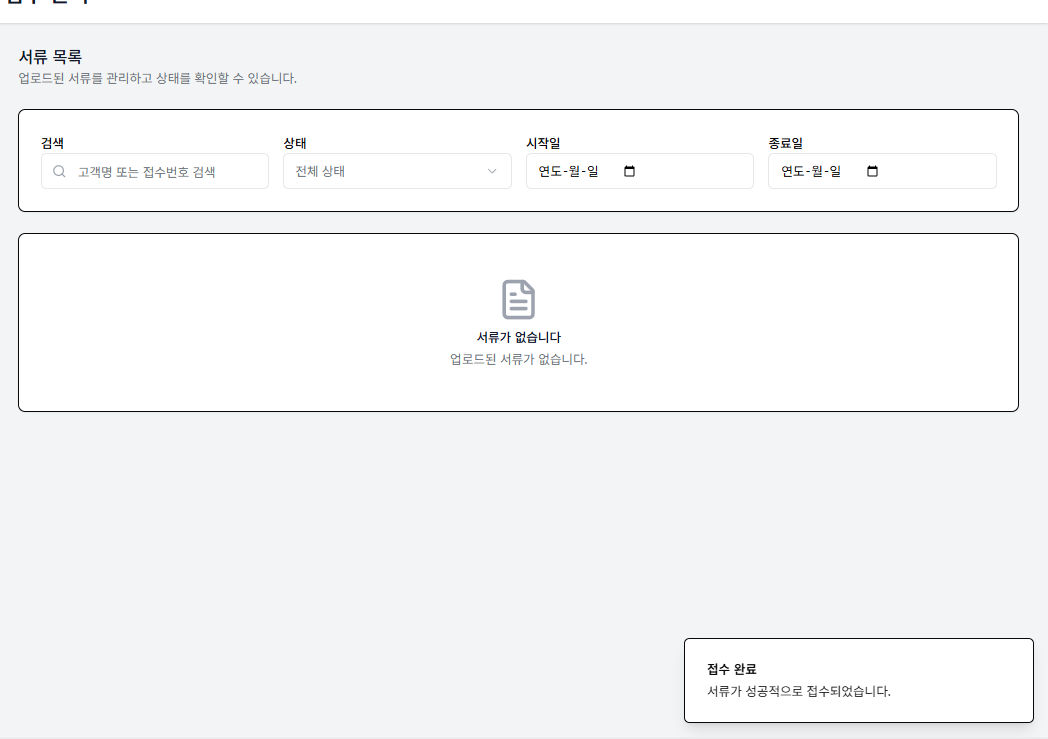 서류 목록
업로드된 서류를 관리하고 상태를 확인할 수 있습니다.
검색
상태
시작일
종료일
고객명 또는 접수번호 검색
전체 상태
연도-월-일
연도-월-일
서류가 없습니다
업로드된 서류가 없습니다.
접수 완료
서류가 성공적으로 접수되었습니다.